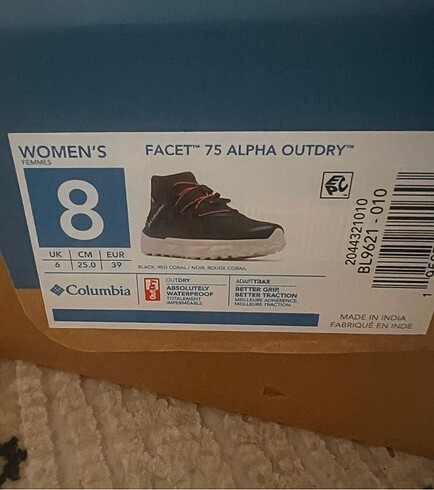 WOMEN'S
FEMMES
FACET™ 75 ALPHA OUTDRY™
8
UK CM EUR
6 25.0 39
BLACK, RED CORAL / NOIR, ROUGE CORAIL
Columbia
OutDry
OUTDRY
ABSOLUTELY
WATERPROOF
TOTALEMENT
IMPERMÉABLE
ADAPTTRAX
BETTER GRIP,
BETTER TRACTION
MEILLEURE ADHÉRENCE,
MEILLEURE TRACTION
2044321010
BL9621 - 010
MADE IN INDIA
FABRIQUÉ EN INDE